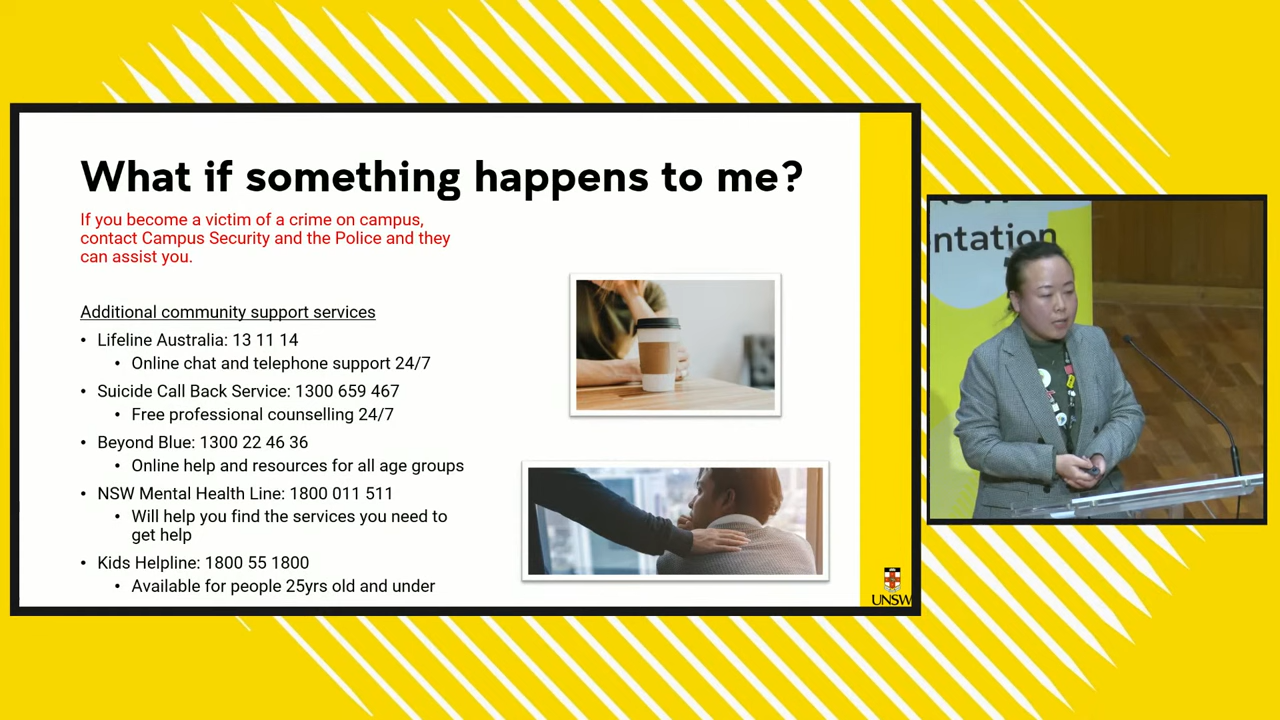 What if something happens to me?
If you become a victim of a crime on campus,
contact Campus Security and the Police and they
can assist you.
Additional community support services
• Lifeline Australia: 13 11 14
• Online chat and telephone support 24/7
• Suicide Call Back Service: 1300 659 467
• Free professional counselling 24/7
• Beyond Blue: 1300 22 46 36
• Online help and resources for all age groups
• NSW Mental Health Line: 1800 011 511
• Will help you find the services you need to
get help
• Kids Helpline: 1800 55 1800
• Available for people 25yrs old and under
UNSW
ntation